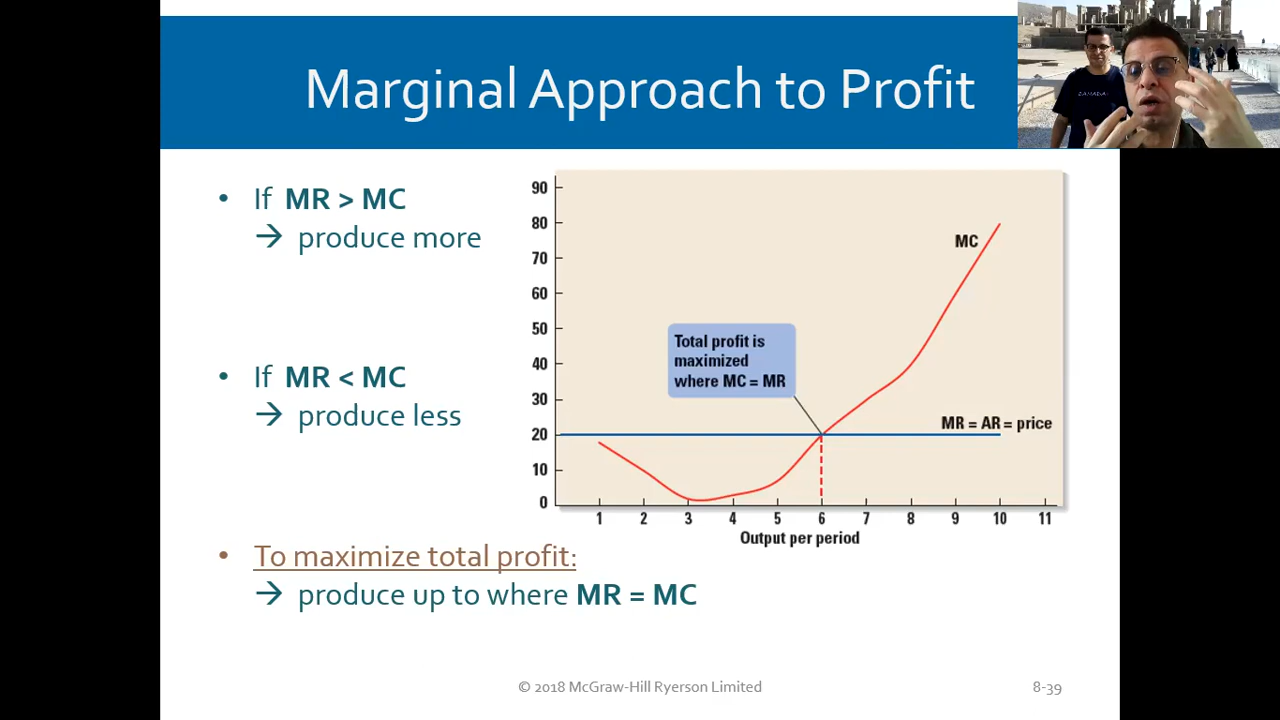 Marginal Approach to Profit
CANADA
• If MR > MC
→ produce more
• If MR < MC
→ produce less
90
80
70
60
50
40
30
20
10
0
MC
Total profit is
maximized
where MC = MR
MR = AR = price
1 2 3 4 5 6 7 8 9 10 11
Output per period
• To maximize total profit:
→ produce up to where MR = MC
© 2018 McGraw-Hill Ryerson Limited
8-39